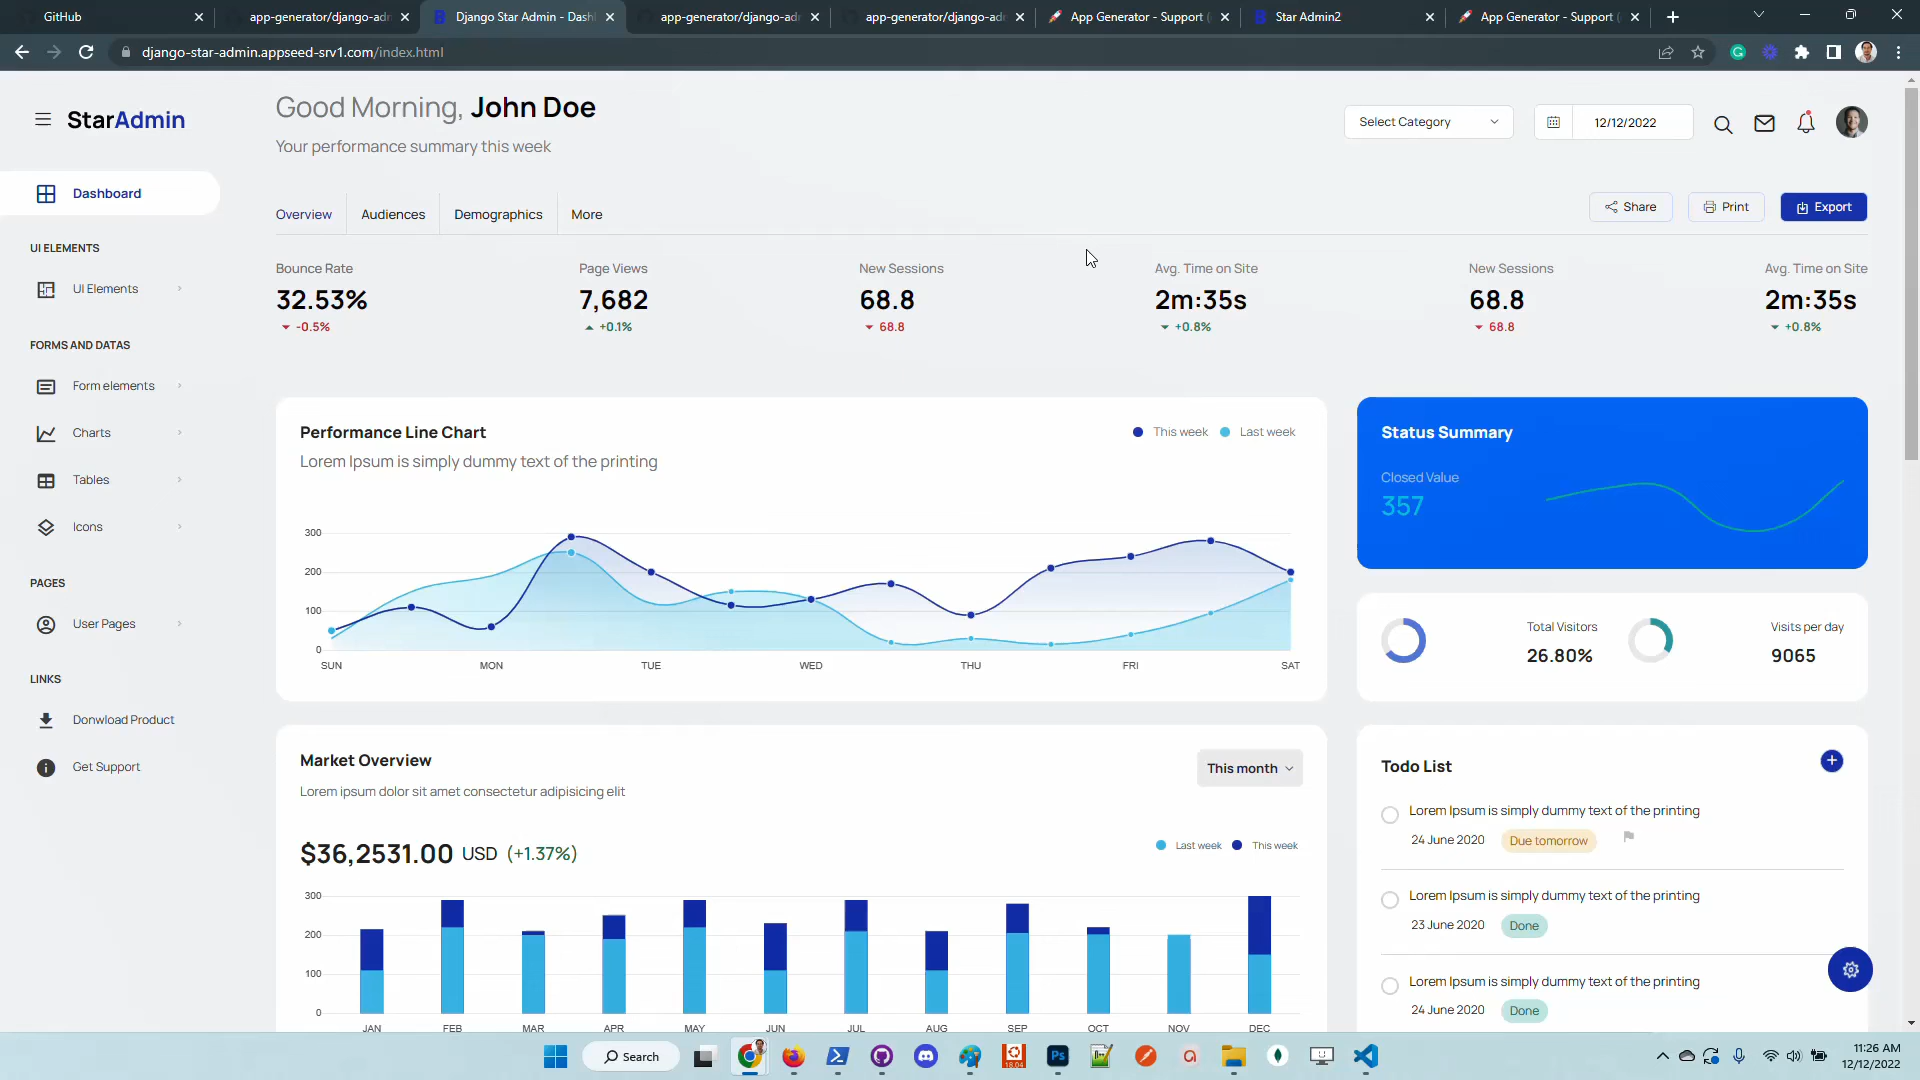 GitHub
app-generator/django-adm
Django Star Admin - Dash
app-generator/django-ad
app-generator/django-ad
App Generator - Support (
Star Admin2
App Generator - Support (
django-star-admin.appseed-srv1.com/index.html
StarAdmin
Good Morning, John Doe
Your performance summary this week
Select Category
12/12/2022
Dashboard
UI ELEMENTS
UI Elements
FORMS AND DATAS
Form elements
Charts
Tables
Icons
PAGES
User Pages
LINKS
Donwload Product
Get Support
Overview
Audiences
Demographics
More
Share
Print
Export
Bounce Rate
32.53%
-0.5%
Page Views
7,682
+0.1%
New Sessions
68.8
68.8
Avg. Time on Site
2m:35s
+0.8%
New Sessions
68.8
68.8
Avg. Time on Site
2m:35s
+0.8%
Performance Line Chart
Lorem Ipsum is simply dummy text of the printing
This week
Last week
300
200
100
0
SUN
MON
TUE
WED
THU
FRI
SAT
Status Summary
Closed Value
357
Total Visitors
26.80%
Visits per day
9065
Market Overview
Lorem ipsum dolor sit amet consectetur adipisicing elit
This month
$36,2531.00 USD (+1.37%)
Last week
This week
300
200
100
0
JAN
FEB
MAR
APR
MAY
JUN
JUL
AUG
SEP
OCT
NOV
DEC
Todo List
Lorem Ipsum is simply dummy text of the printing
24 June 2020
Due tomorrow
Lorem Ipsum is simply dummy text of the printing
23 June 2020
Done
Lorem Ipsum is simply dummy text of the printing
24 June 2020
Done
Search
Ps
18.04
11:26 AM
12/12/2022